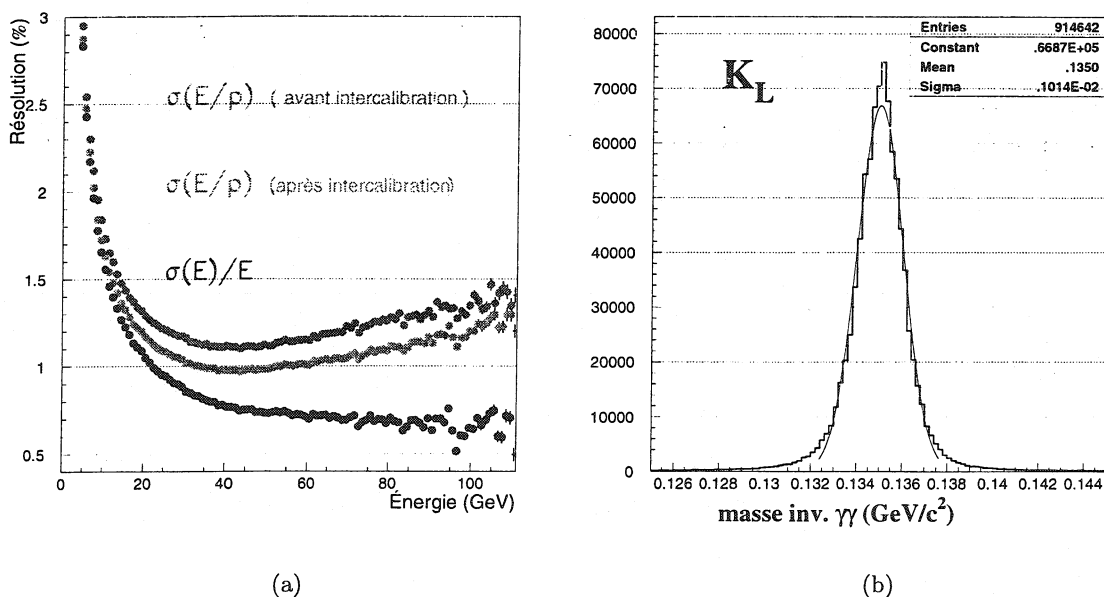 Résolution (%)
3
2.5
2
1.5
1
0.5
σ(E/p) ( avant intercalibration )
σ(E/p) (après intercalibration)
σ(E)/E
0 20 40 60 80 100
Énergie (GeV)
(a)
80000
70000
60000
50000
40000
30000
20000
10000
0
K_L
Entries 914642
Constant .6687E+05
Mean .1350
Sigma .1014E-02
0.126 0.128 0.13 0.132 0.134 0.136 0.138 0.14 0.142 0.144
masse inv. γγ (GeV/c²)
(b)